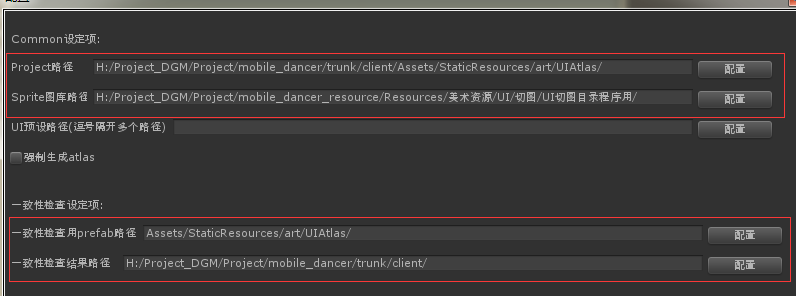 Common设定项:
Project路径 H:/Project_DGM/Project/mobile_dancer/trunk/client/Assets/StaticResources/art/UIAtlas/ 配置
Sprite图库路径 H:/Project_DGM/Project/mobile_dancer_resource/Resources/美术资源/UI/切图/UI切图目录程序用/ 配置
UI预设路径(逗号隔开多个路径) 配置
强制生成atlas
一致性检查设定项:
一致性检查用prefab路径 Assets/StaticResources/art/UIAtlas/ 配置
一致性检查结果路径 H:/Project_DGM/Project/mobile_dancer/trunk/client/ 配置